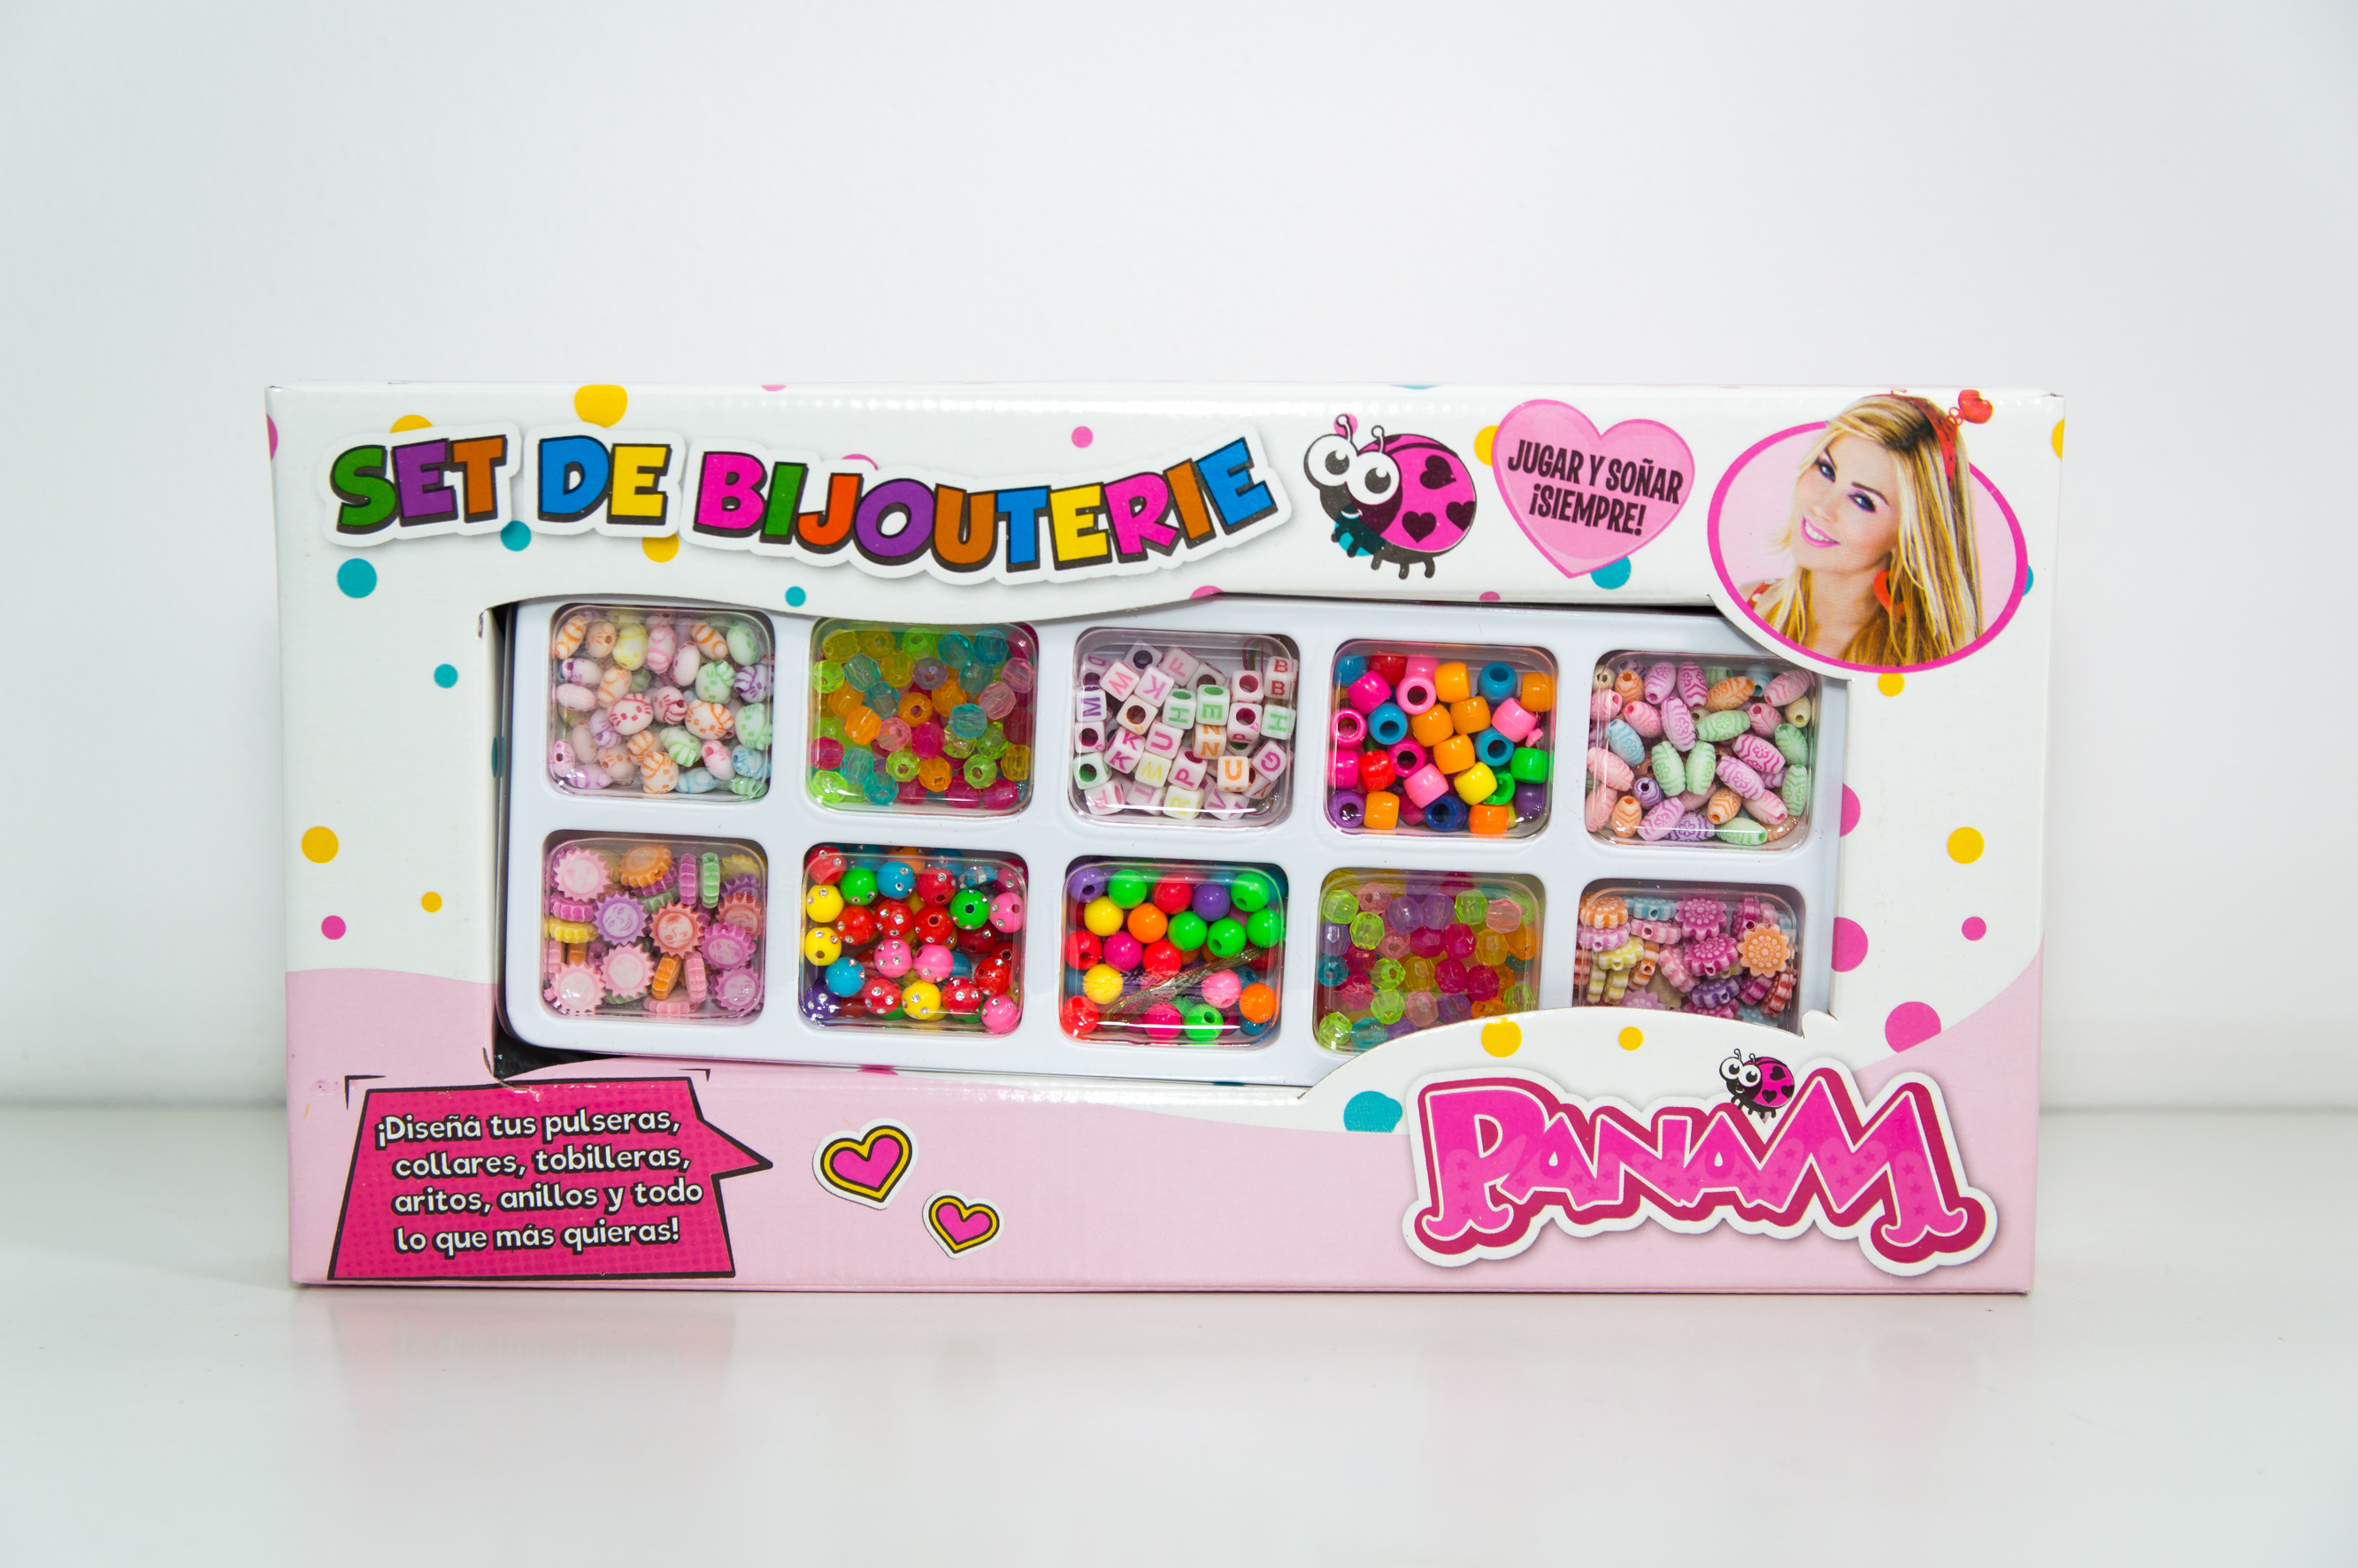 SET DE BIJOUTERIE
JUGAR Y SOÑAR
¡SIEMPRE!
¡Diseñá tus pulseras,
collares, tobilleras,
aritos, anillos y todo
lo que más quieras!
PANAM